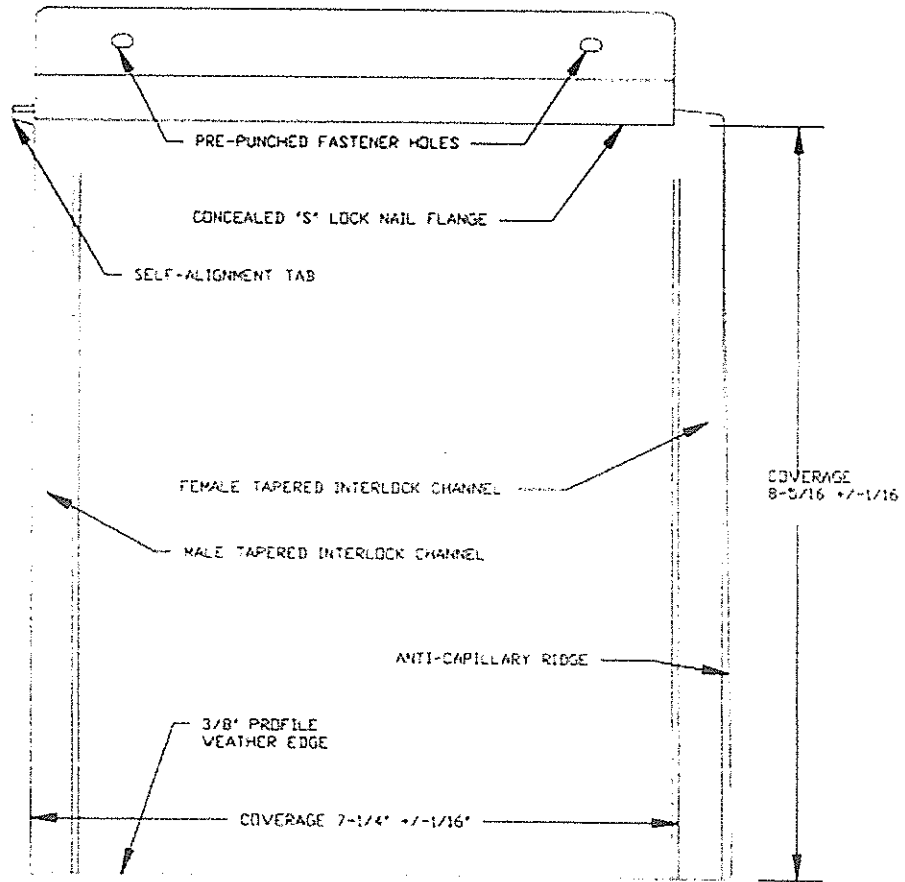 PRE-PUNCHED FASTENER HOLES
CONCEALED "S" LOCK NAIL FLANGE
SELF-ALIGNMENT TAB
FEMALE TAPERED INTERLOCK CHANNEL
COVERAGE
8-5/16 +/-1/16
MALE TAPERED INTERLOCK CHANNEL
ANTI-CAPILLARY RIDGE
3/8" PROFILE
WEATHER EDGE
COVERAGE 7-1/4" +/-1/16"